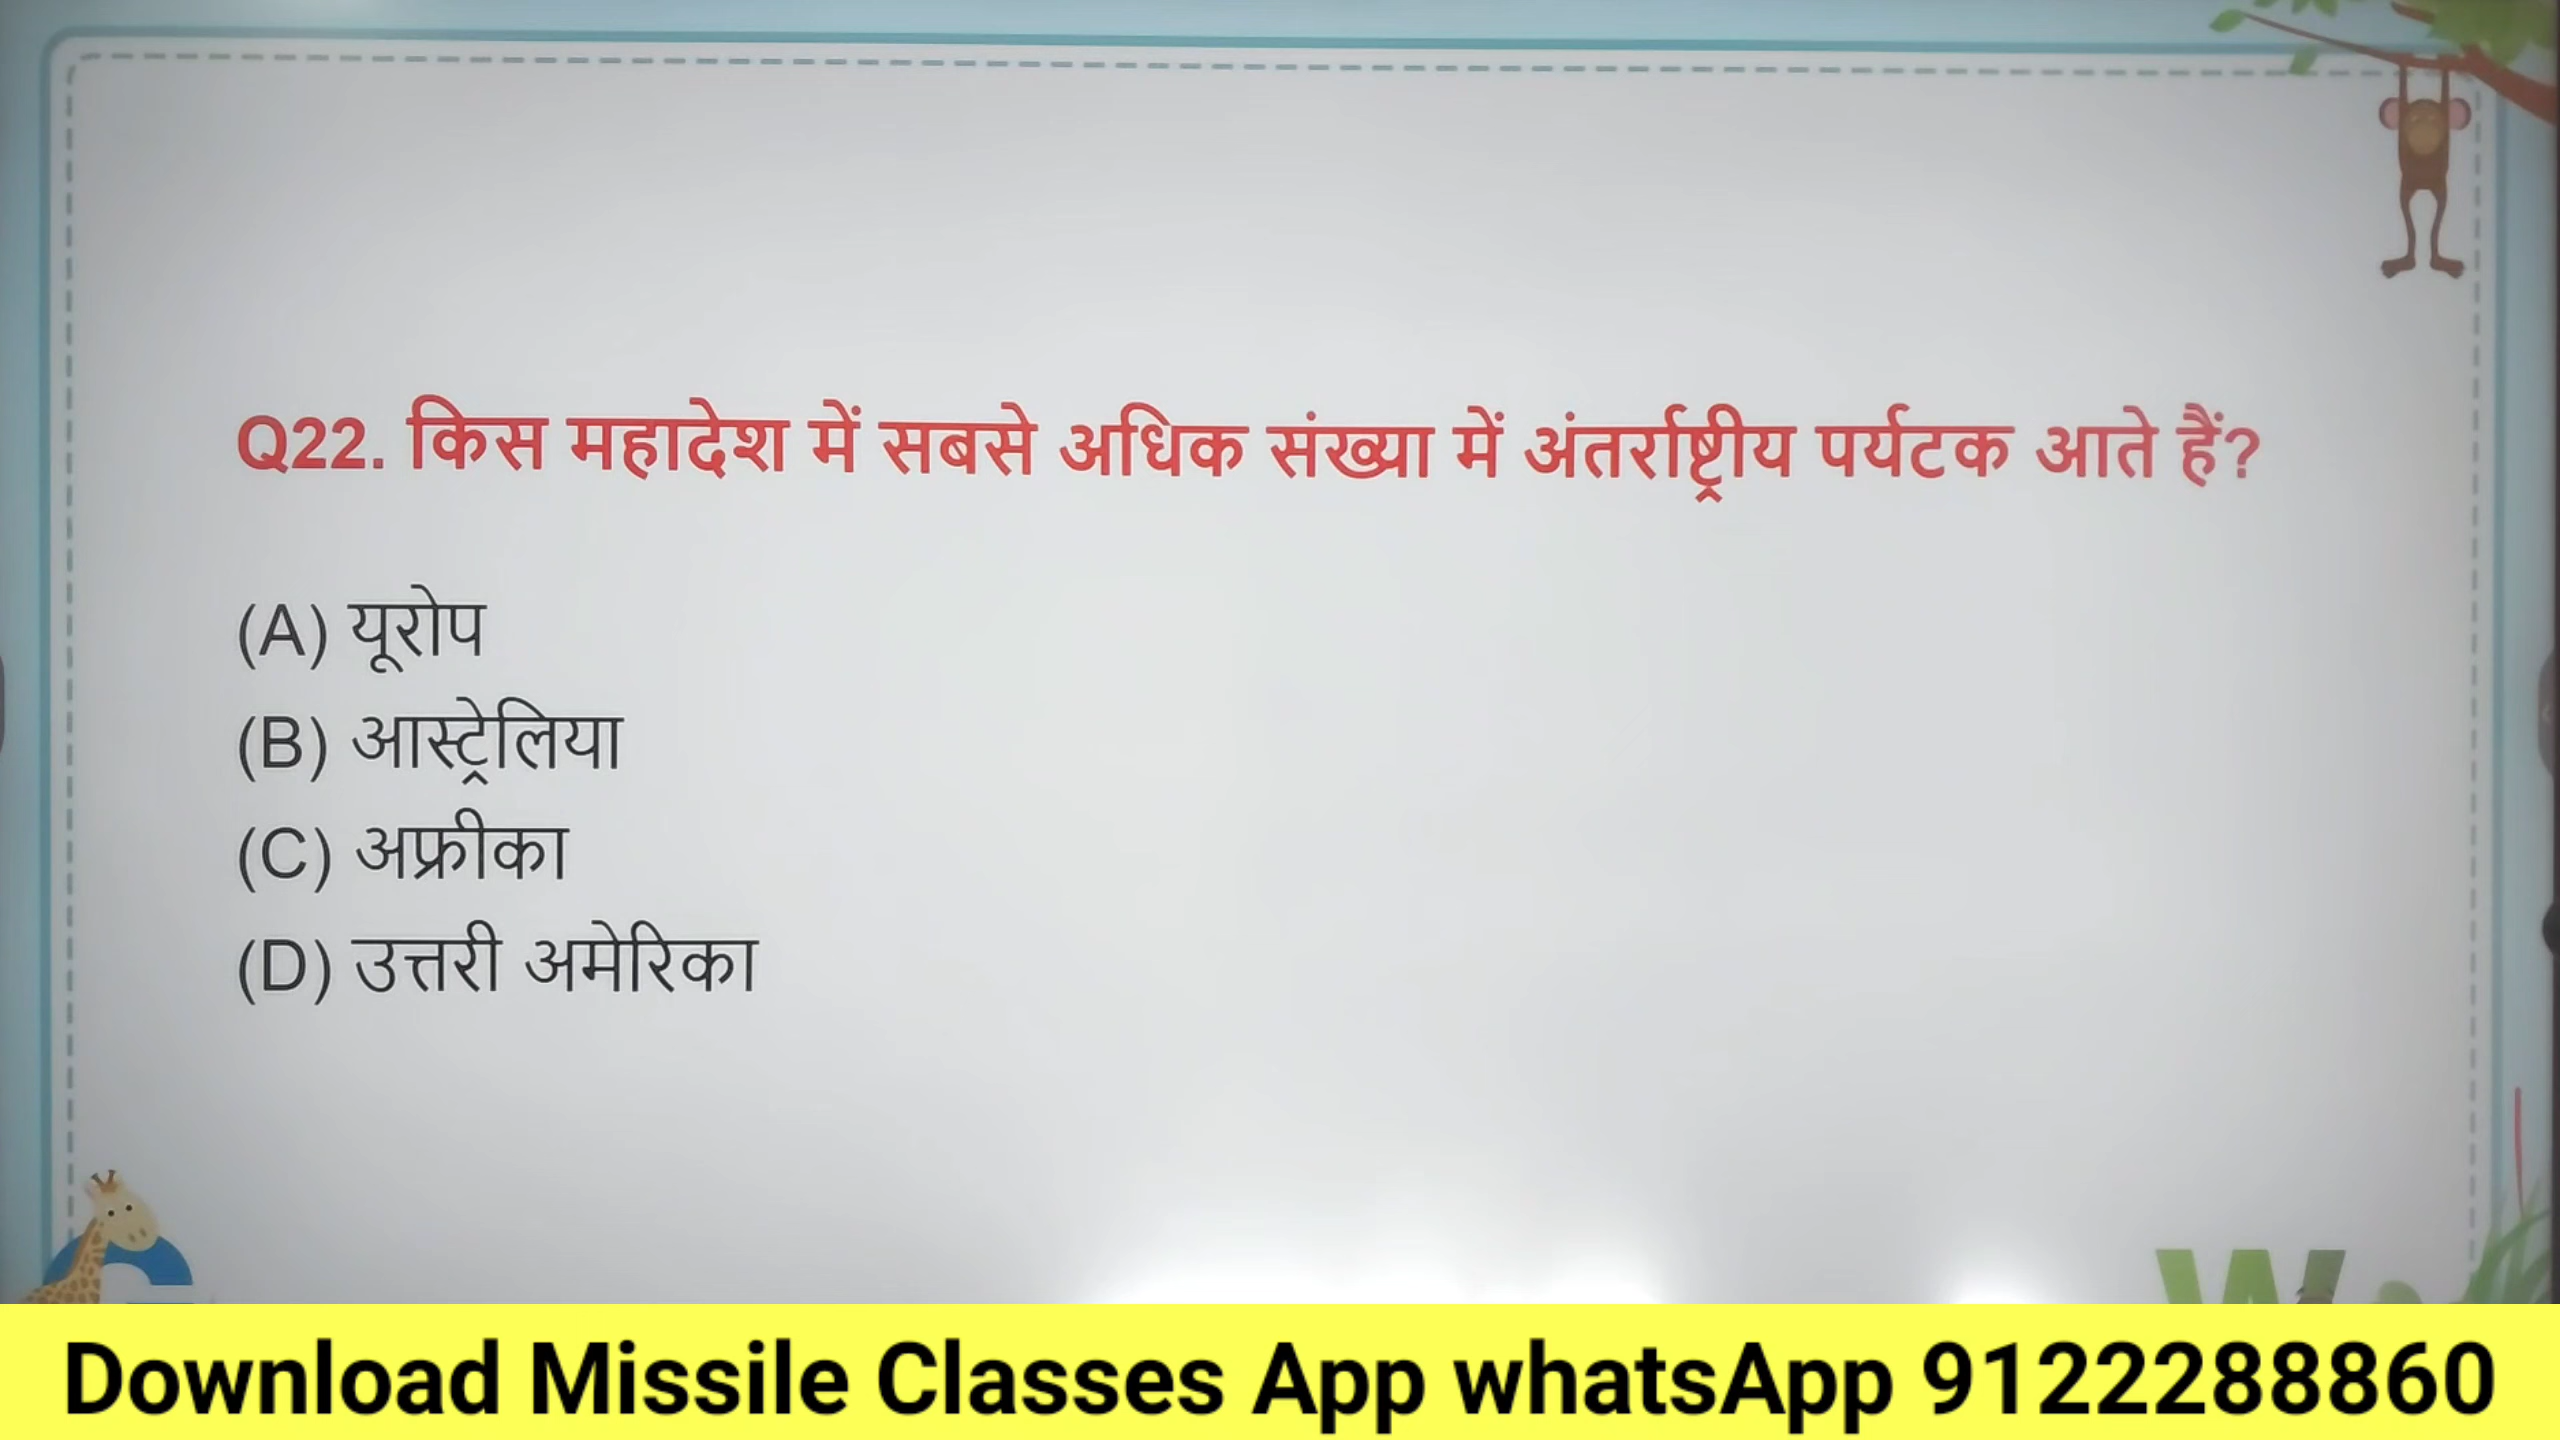 Q22. किस महादेश में सबसे अधिक संख्या में अंतर्राष्ट्रीय पर्यटक आते हैं?
(A) यूरोप
(B) आस्ट्रेलिया
(C) अफ्रीका
(D) उत्तरी अमेरिका
W
Download Missile Classes App whatsApp 9122288860